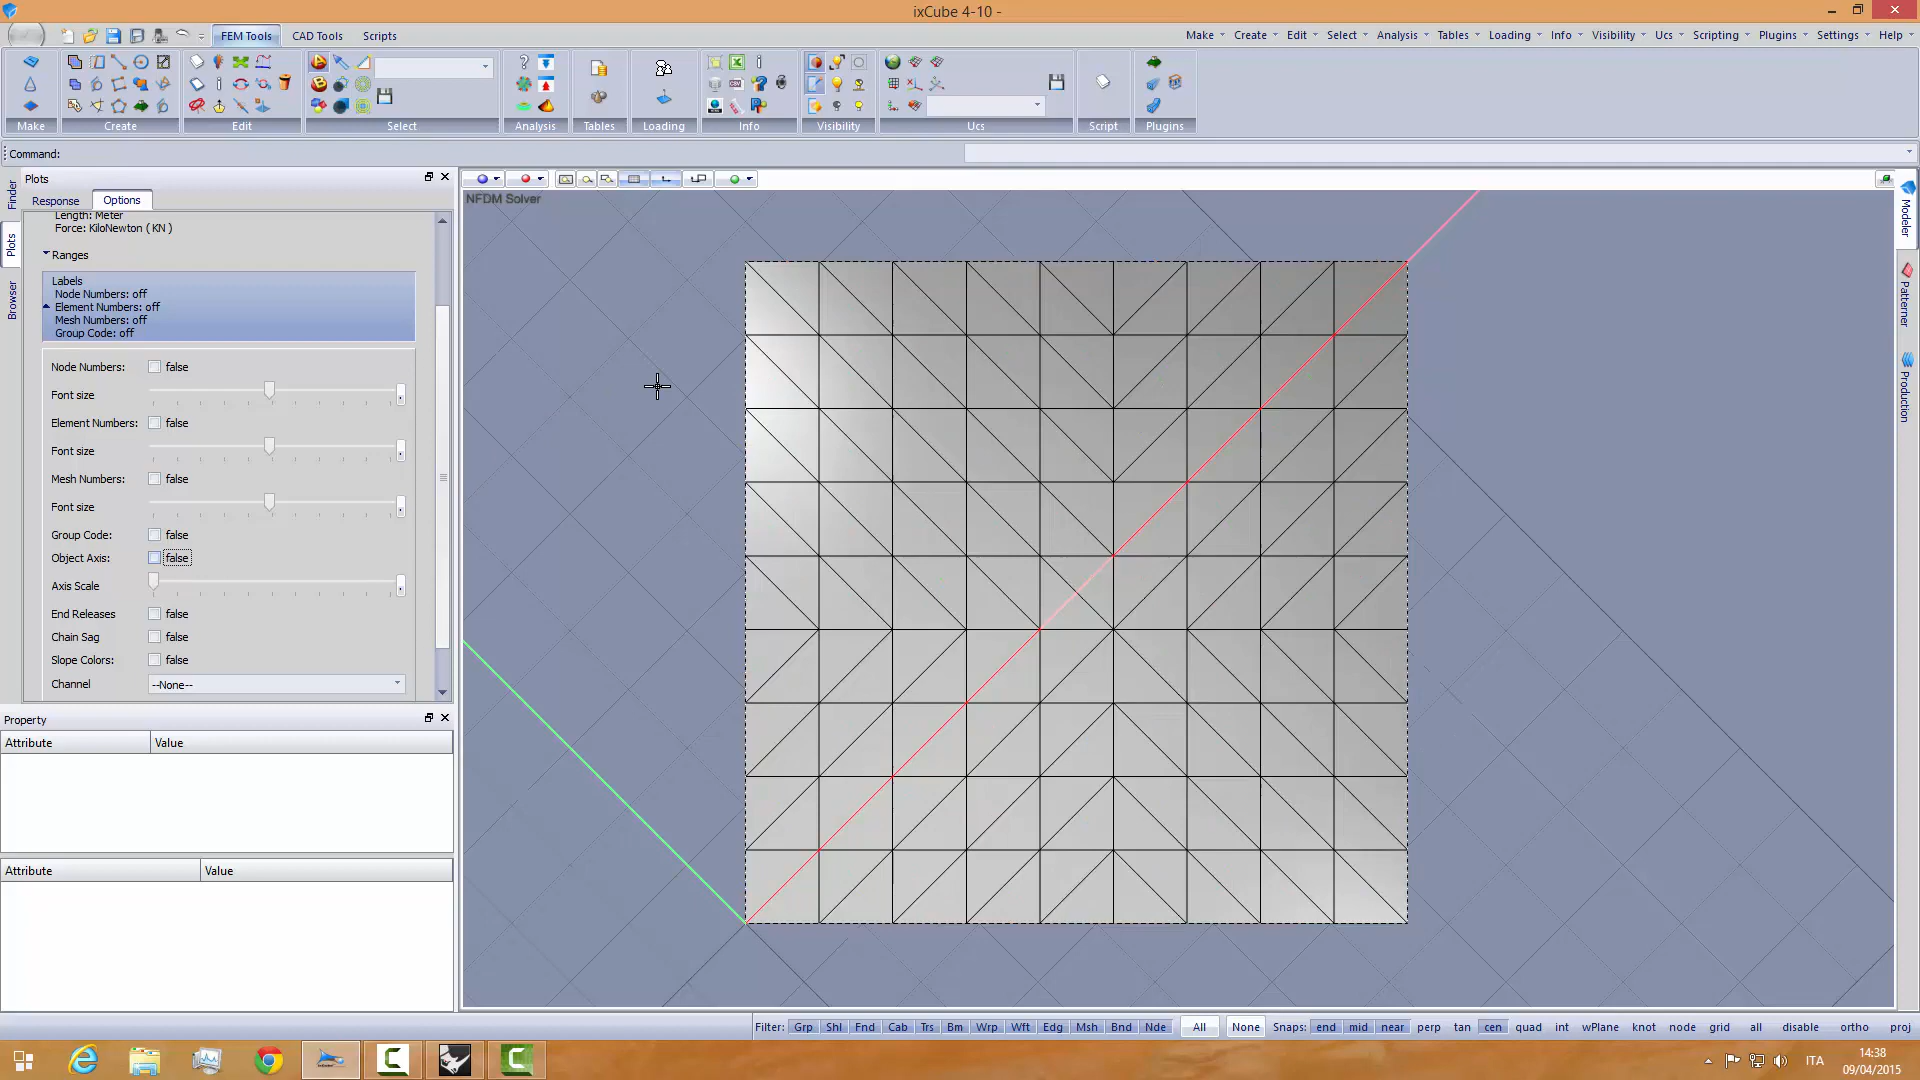 ixCube 4-10 -
FEM Tools
CAD Tools
Scripts
Make
Create
Edit
Select
Analysis
Tables
Loading
Info
Visibility
Ucs
Scripting
Plugins
Settings
Help
Make
Create
Edit
Select
Analysis
Tables
Loading
Info
Visibility
Ucs
Script
Plugins
Command:
Finder
Plots
Browser
Plots
Response
Options
Length: Meter
Force: KiloNewton ( KN )
Ranges
Labels
Node Numbers: off
Element Numbers: off
Mesh Numbers: off
Group Code: off
Node Numbers: false
Font size
Element Numbers: false
Font size
Mesh Numbers: false
Font size
Group Code: false
Object Axis: false
Axis Scale
End Releases false
Chain Sag false
Slope Colors: false
Channel --None--
Property
Attribute Value
Attribute Value
NFDM Solver
Modeler
Patterner
Production
Filter: Grp Shl Fnd Cab Trs Bm Wrp Wft Edg Msh Bnd Nde All None Snaps: end mid near perp tan cen quad int wPlane knot node grid all disable ortho proj
ITA
14:38
09/04/2015